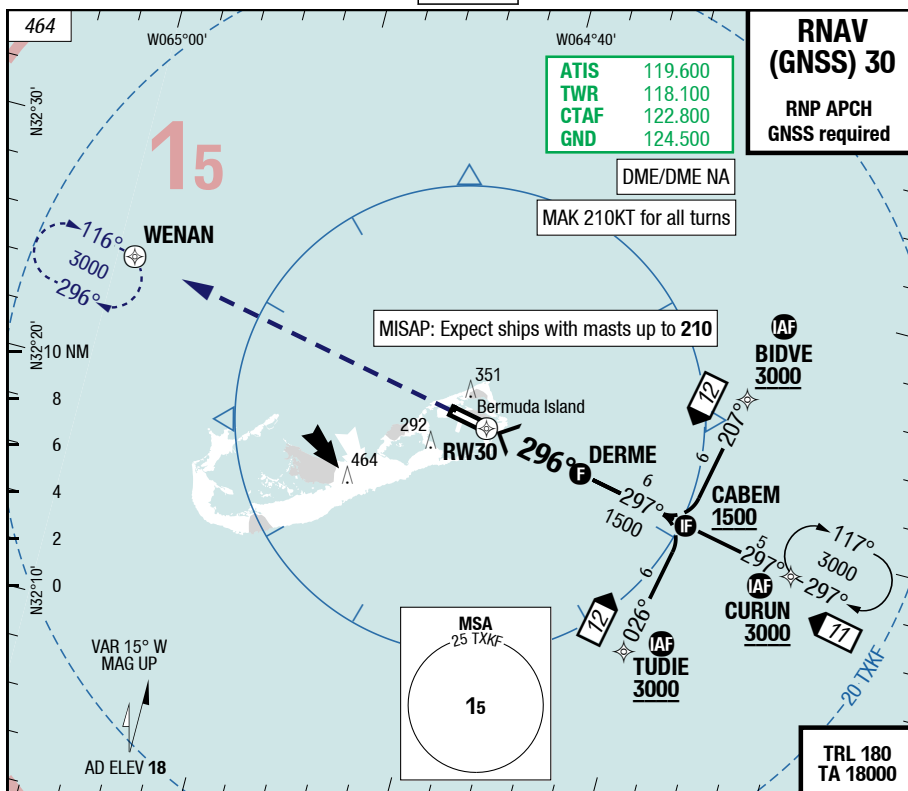 464
W065°00'
W064°40'
RNAV
(GNSS) 30
RNP APCH
GNSS required
ATIS 119.600
TWR 118.100
CTAF 122.800
GND 124.500
DME/DME NA
MAK 210KT for all turns
N32°30'
15
WENAN
116°
3000
296°
MISAP: Expect ships with masts up to 210
N32°20'
10 NM
8
6
4
2
0
N32°10'
IAF
BIDVE
3000
12
207°
6
351
Bermuda Island
292
RW30
464
296°
F
DERME
6
297°
1500
IF
CABEM
1500
5
297°
117°
3000
297°
IAF
CURUN
3000
11
6
026°
12
IAF
TUDIE
3000
MSA
25 TXKF
15
20 TXKF
VAR 15° W
MAG UP
AD ELEV 18
TRL 180
TA 18000